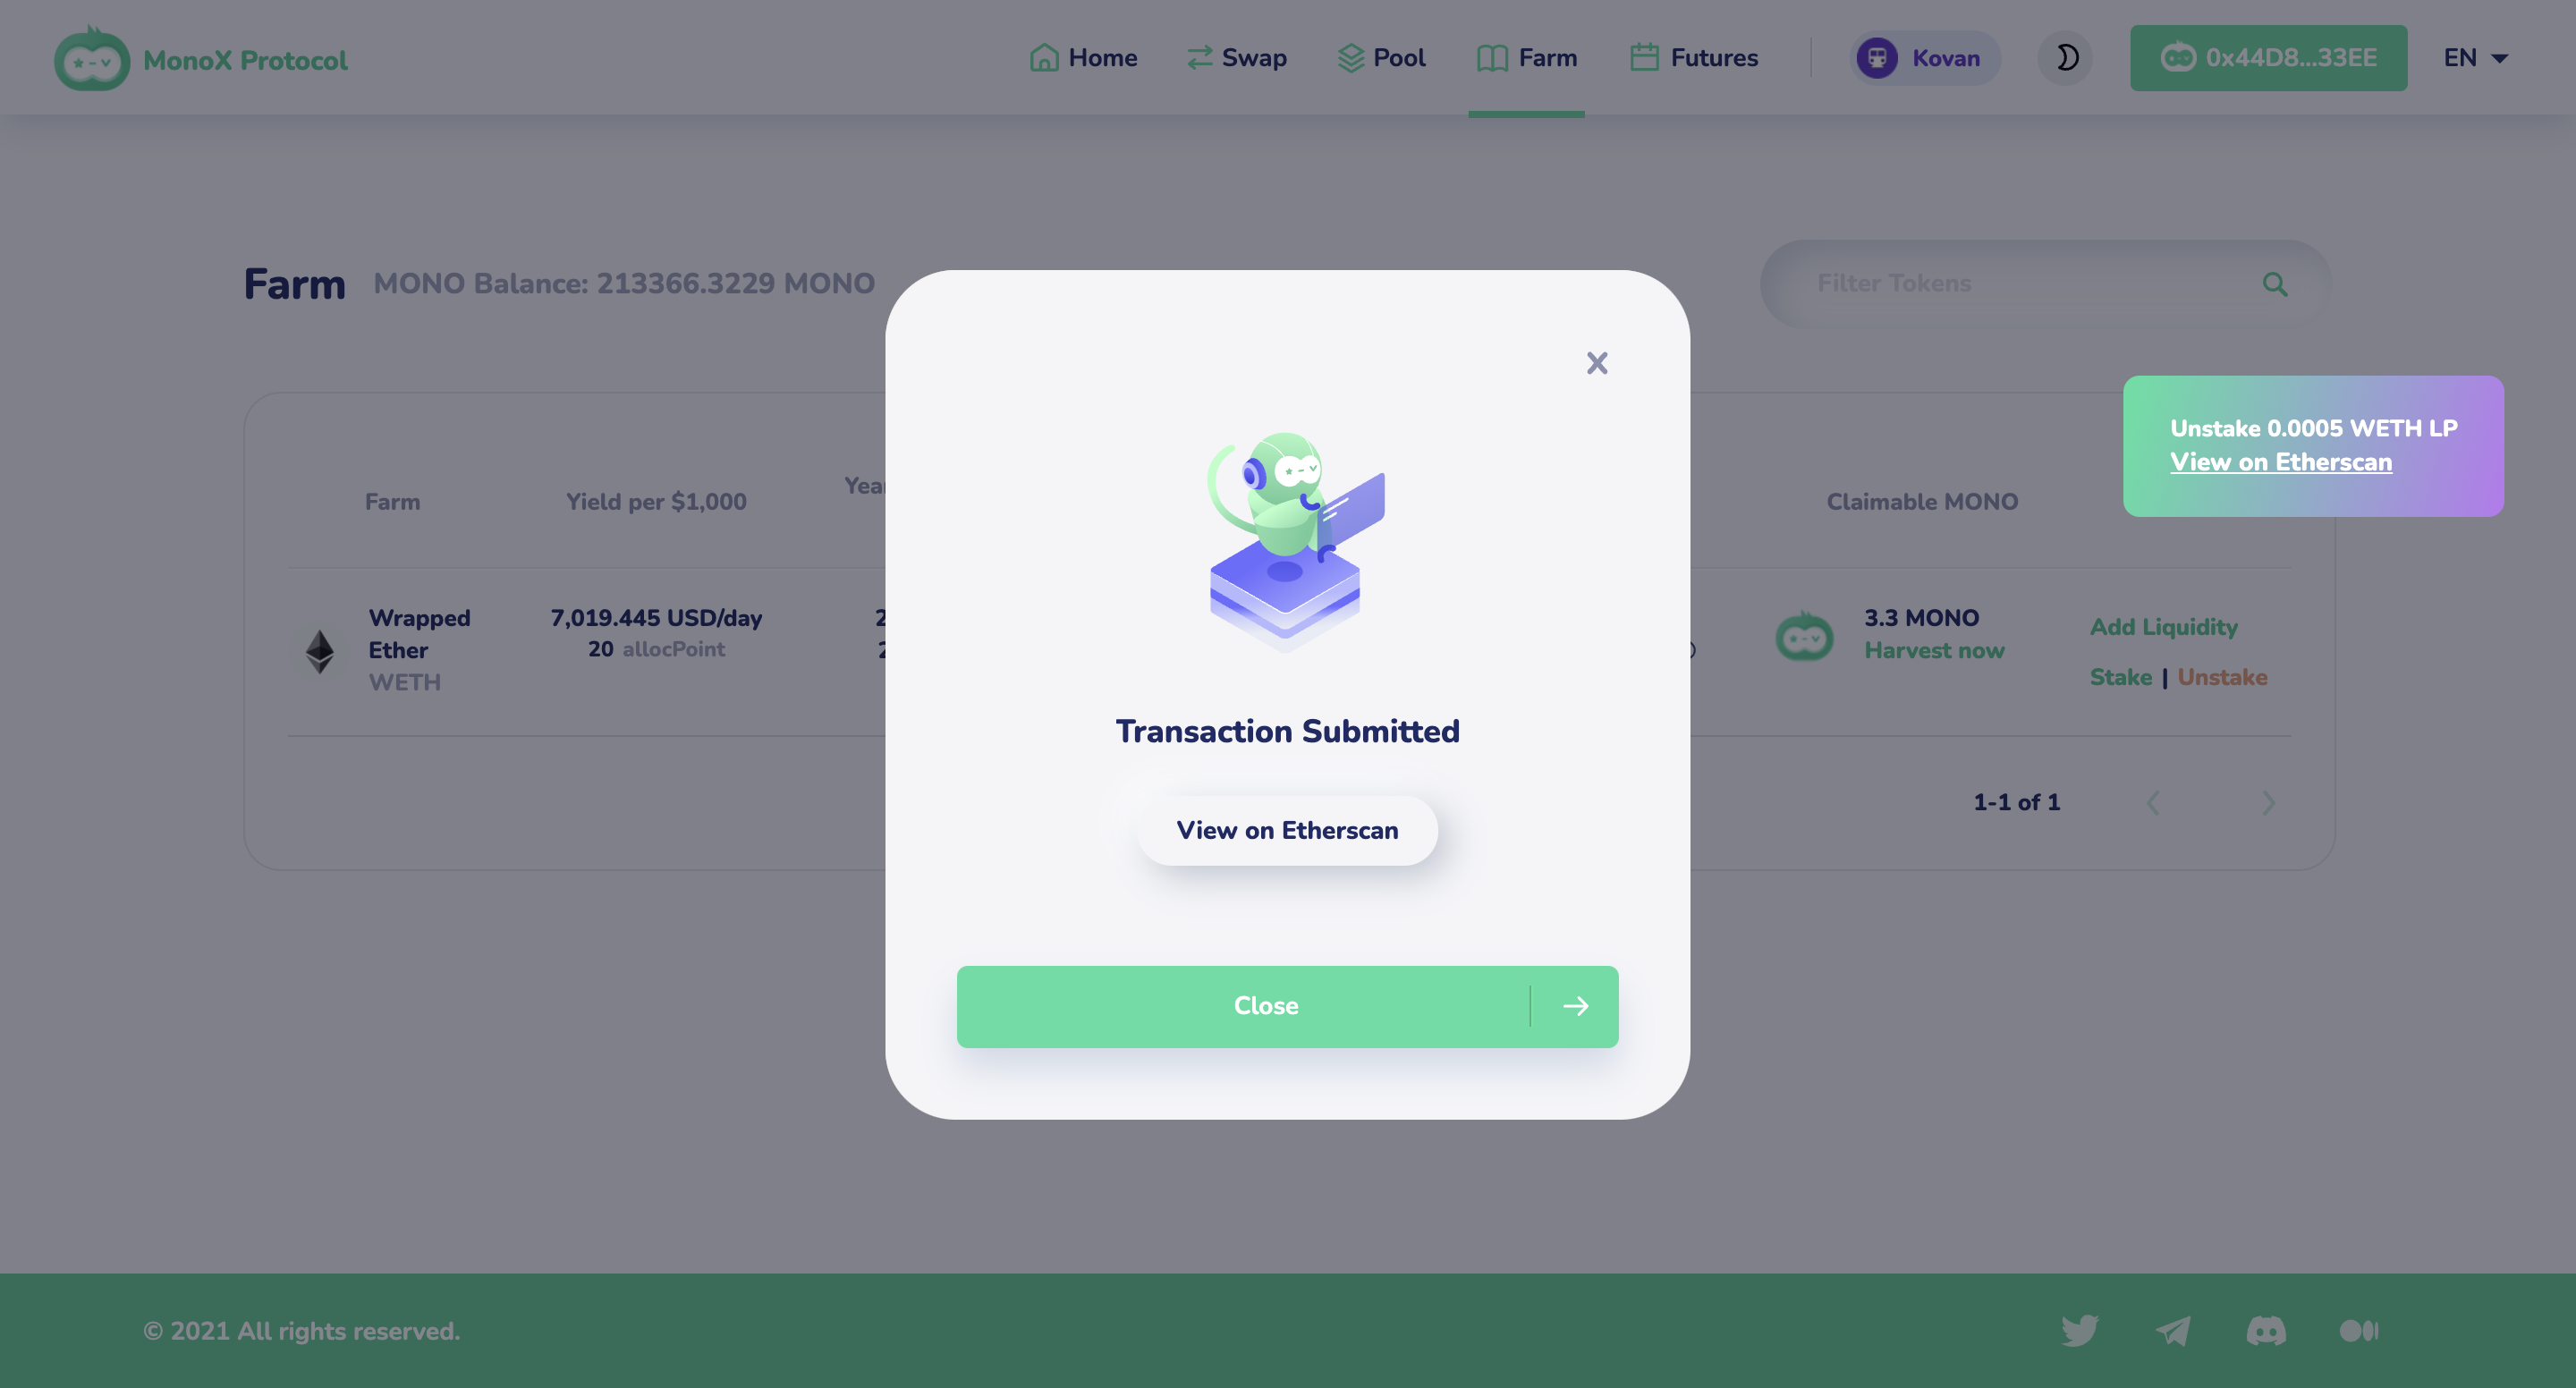 MonoX Protocol
Home
Swap
Pool
Farm
Futures
Kovan
0x44D8...33EE
EN
Farm
MONO Balance: 213366.3229 MONO
Filter Tokens
Unstake 0.0005 WETH LP
View on Etherscan
Farm
Yield per $1,000
Claimable MONO
Wrapped
Ether
WETH
7,019.445 USD/day
20 allocPoint
3.3 MONO
Harvest now
Add Liquidity
Stake | Unstake
1-1 of 1
X
Transaction Submitted
View on Etherscan
Close
© 2021 All rights reserved.